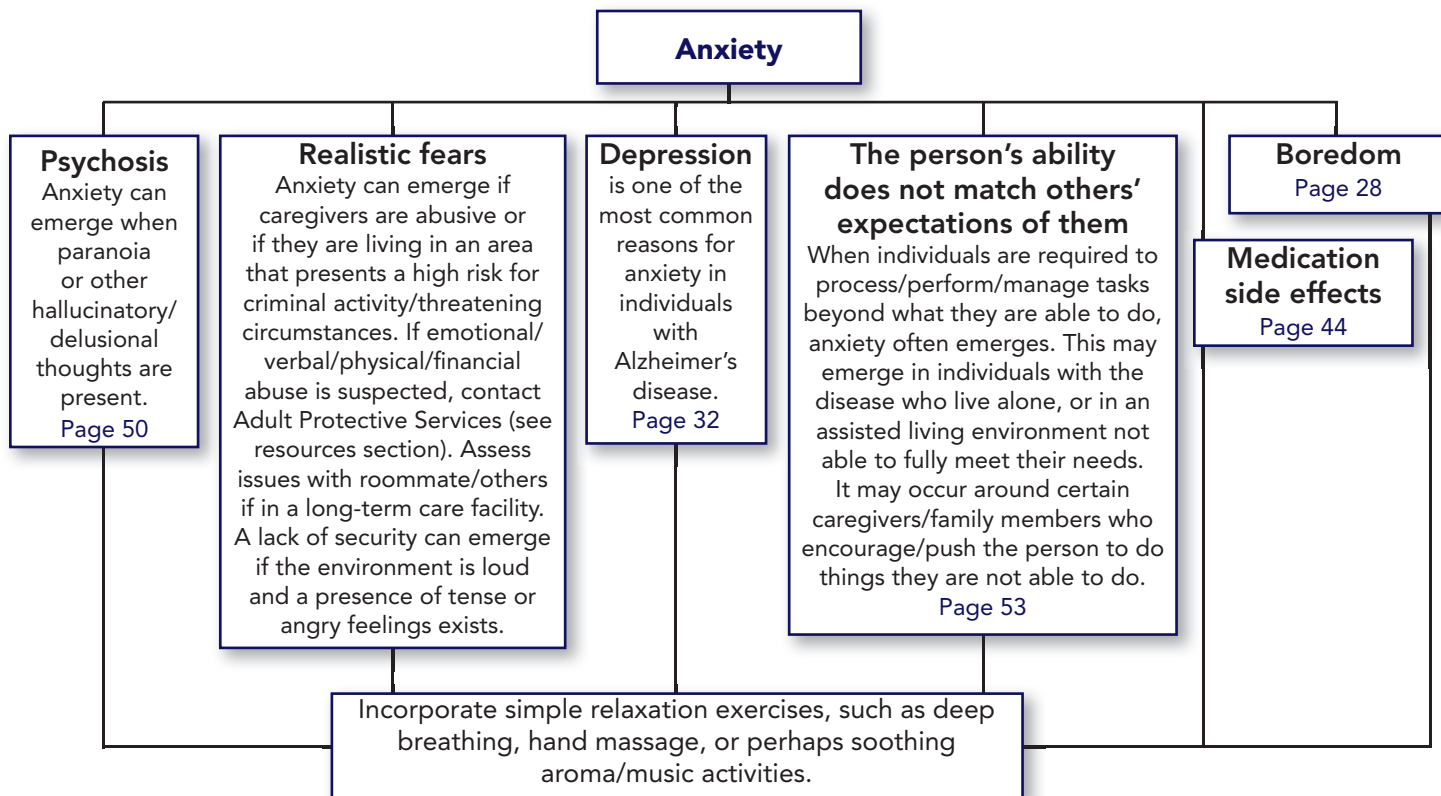 Anxiety
Psychosis
Anxiety can
emerge when
paranoia
or other
hallucinatory/
delusional
thoughts are
present.
Page 50
Realistic fears
Anxiety can emerge if
caregivers are abusive or
if they are living in an area
that presents a high risk for
criminal activity/threatening
circumstances. If emotional/
verbal/physical/financial
abuse is suspected, contact
Adult Protective Services (see
resources section). Assess
issues with roommate/others
if in a long-term care facility.
A lack of security can emerge
if the environment is loud
and a presence of tense or
angry feelings exists.
Depression
is one of the
most common
reasons for
anxiety in
individuals
with
Alzheimer’s
disease.
Page 32
The person’s ability
does not match others’
expectations of them
When individuals are required to
process/perform/manage tasks
beyond what they are able to do,
anxiety often emerges. This may
emerge in individuals with the
disease who live alone, or in an
assisted living environment not
able to fully meet their needs.
It may occur around certain
caregivers/family members who
encourage/push the person to do
things they are not able to do.
Page 53
Boredom
Page 28
Medication
side effects
Page 44
Incorporate simple relaxation exercises, such as deep
breathing, hand massage, or perhaps soothing
aroma/music activities.